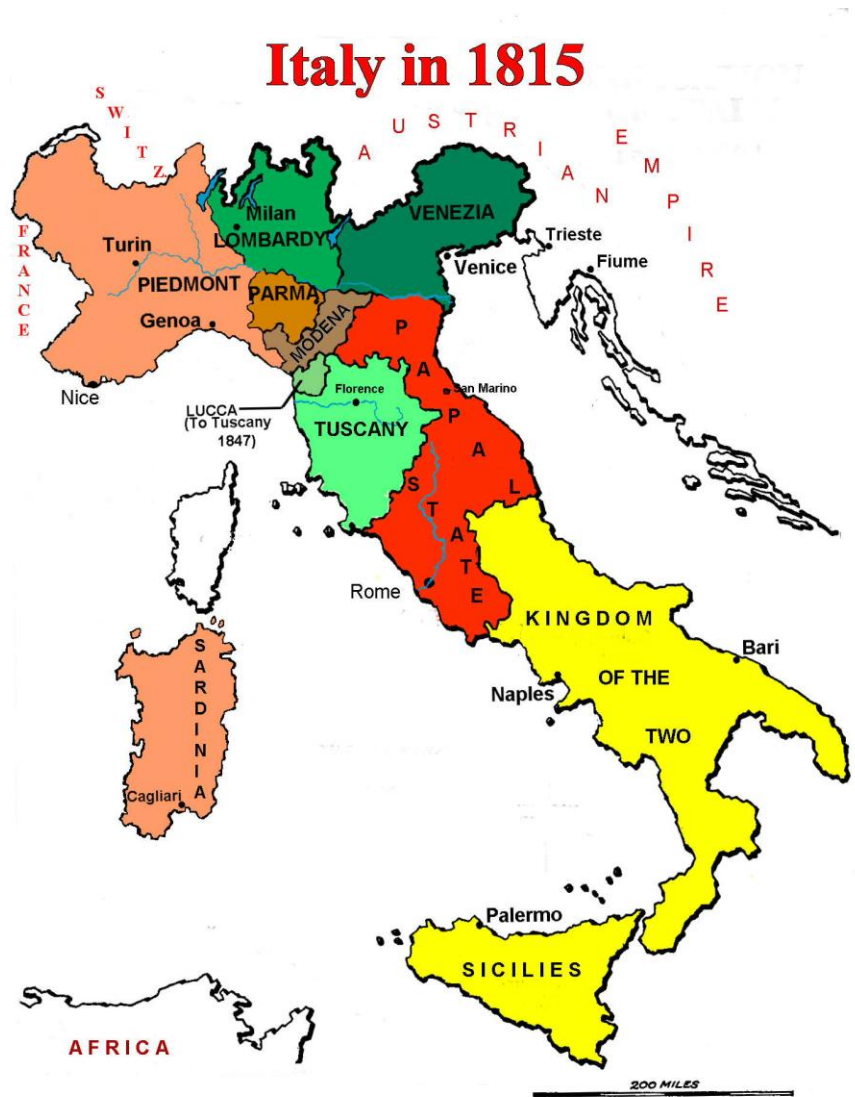 Italy in 1815
SWITZ.
AUSTRIAN EMPIRE
FRANCE
Milan
LOMBARDY
VENEZIA
Trieste
Venice
Fiume
Turin
PIEDMONT
PARMA
Genoa
MODENA
PAPAL
STATE
San Marino
Nice
Florence
LUCCA
(To Tuscany
1847)
TUSCANY
Rome
KINGDOM
Bari
OF THE
Naples
TWO
SARDINIA
Cagliari
Palermo
SICILIES
AFRICA
200 MILES